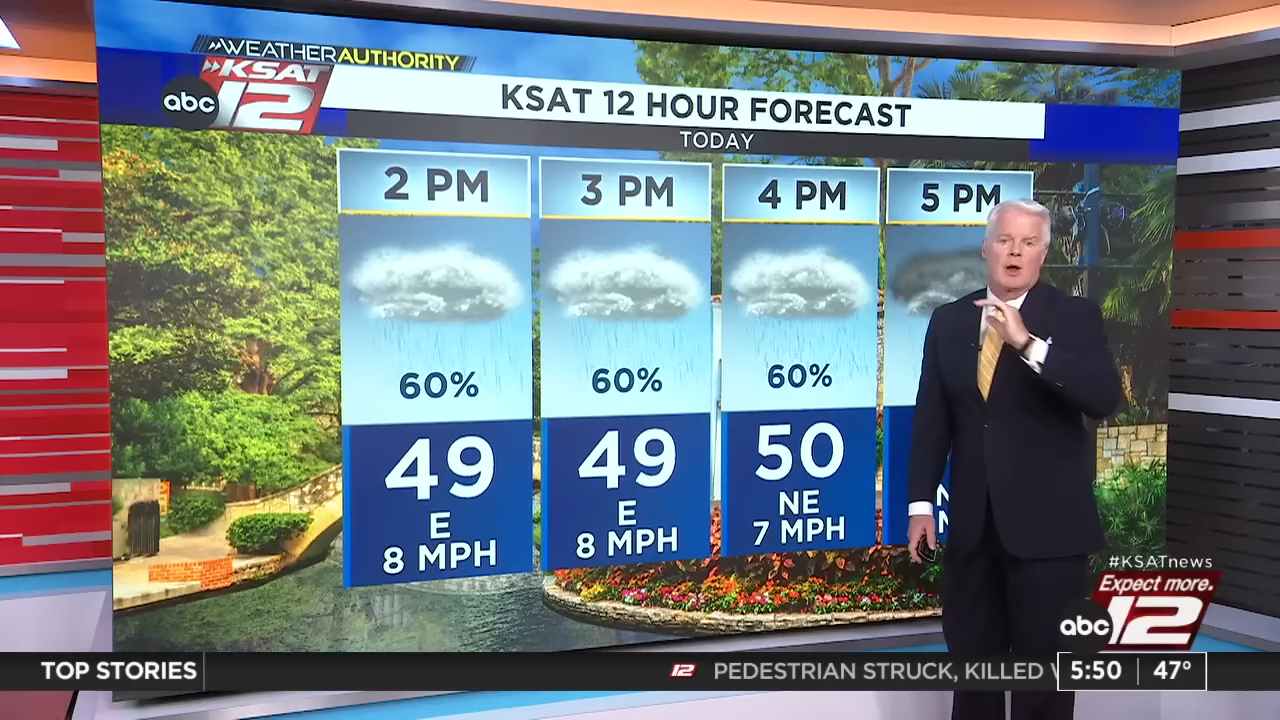 »WEATHERAUTHORITY
»KSAT
abc 12
KSAT 12 HOUR FORECAST
TODAY
2 PM
60%
49
E
8 MPH
3 PM
60%
49
E
8 MPH
4 PM
60%
50
NE
7 MPH
5 PM
#KSATnews
Expect more.
abc 12
TOP STORIES
12 PEDESTRIAN STRUCK, KILLED
5:50 47°